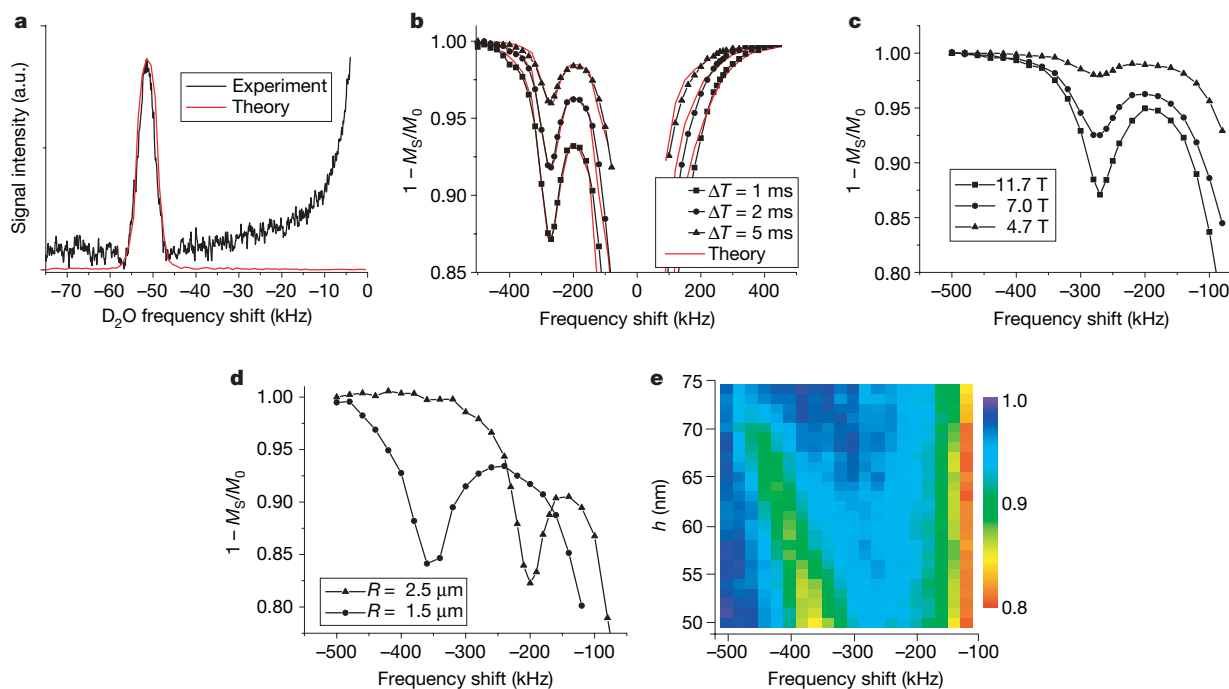 a
Signal intensity (a.u.)
Experiment
Theory
−70 −60 −50 −40 −30 −20 −10 0
D₂O frequency shift (kHz)
b
1 − M_S/M_0
1.00
0.95
0.90
0.85
ΔT = 1 ms
ΔT = 2 ms
ΔT = 5 ms
Theory
−400 −200 0 200 400
Frequency shift (kHz)
c
1 − M_S/M_0
1.00
0.95
0.90
0.85
0.80
11.7 T
7.0 T
4.7 T
−500 −400 −300 −200 −100
Frequency shift (kHz)
d
1 − M_S/M_0
1.00
0.95
0.90
0.85
0.80
R = 2.5 μm
R = 1.5 μm
−500 −400 −300 −200 −100
Frequency shift (kHz)
e
h (nm)
75
70
65
60
55
50
1.0
0.9
0.8
−500 −400 −300 −200 −100
Frequency shift (kHz)